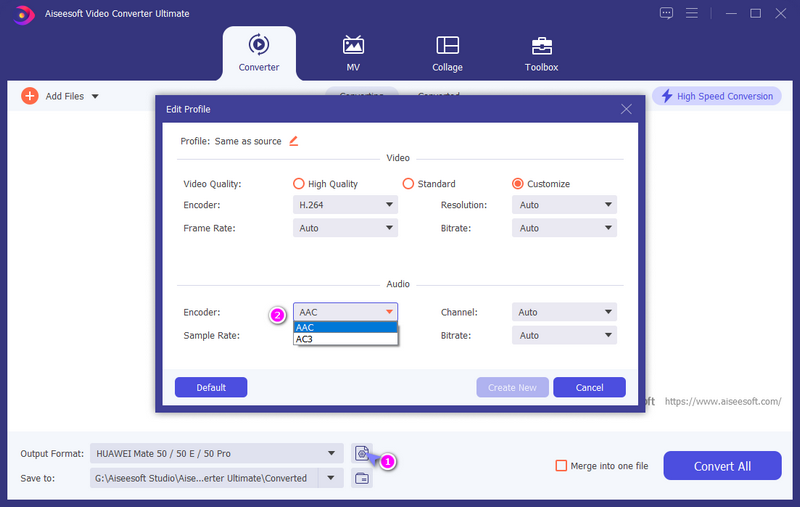 Aiseesoft Video Converter Ultimate
Converter
MV
Collage
Toolbox
Add Files
Converting
Converted
High Speed Conversion
Edit Profile
Profile: Same as source
Video
Video Quality: High Quality Standard Customize
Encoder: H.264 Resolution: Auto
Frame Rate: Auto Bitrate: Auto
Audio
2
Encoder: AAC Channel: Auto
AAC
Sample Rate: AC3 Bitrate: Auto
Default Create New Cancel
https://www.aiseesoft.com/
Output Format: HUAWEI Mate 50 / 50 E / 50 Pro
1
Merge into one file
Convert All
Save to: G:\Aiseesoft Studio\Aise...erter Ultimate\Converted